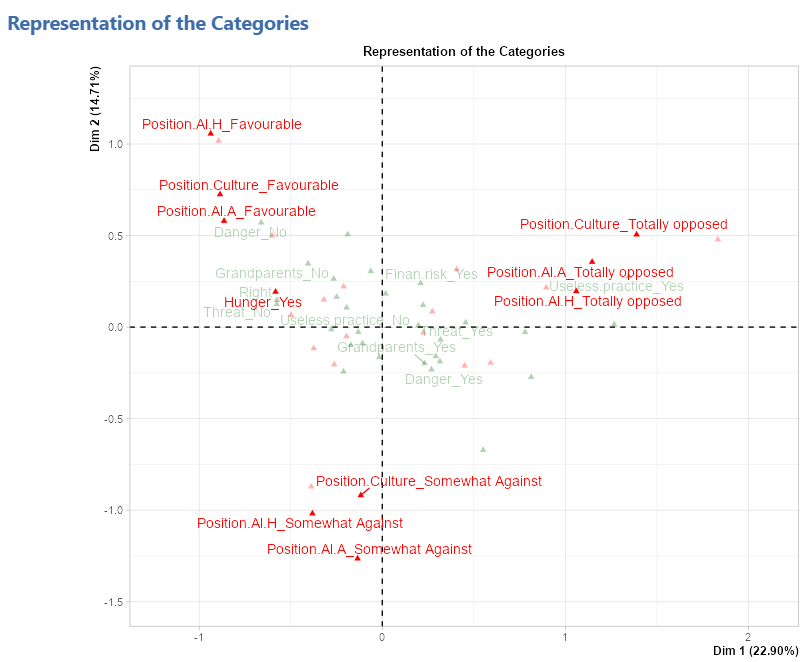 Representation of the Categories
Representation of the Categories
Dim 2 (14.71%)
1.0
0.5
0.0
-0.5
-1.0
-1.5
Position.AI.H_Favourable
Position.Culture_Favourable
Position.AI.A_Favourable
Danger_No
Position.Culture_Totally opposed
Grandparents_No
Finan.risk_Yes
Position.AI.A_Totally opposed
Right
Useless.practice_Yes
Hunger_Yes
Position.AI.H_Totally opposed
Threat_No
Useless.practice_No
Threat_Yes
Grandparents_Yes
Danger_Yes
Position.Culture_Somewhat Against
Position.AI.H_Somewhat Against
Position.AI.A_Somewhat Against
-1
0
1
2
Dim 1 (22.90%)